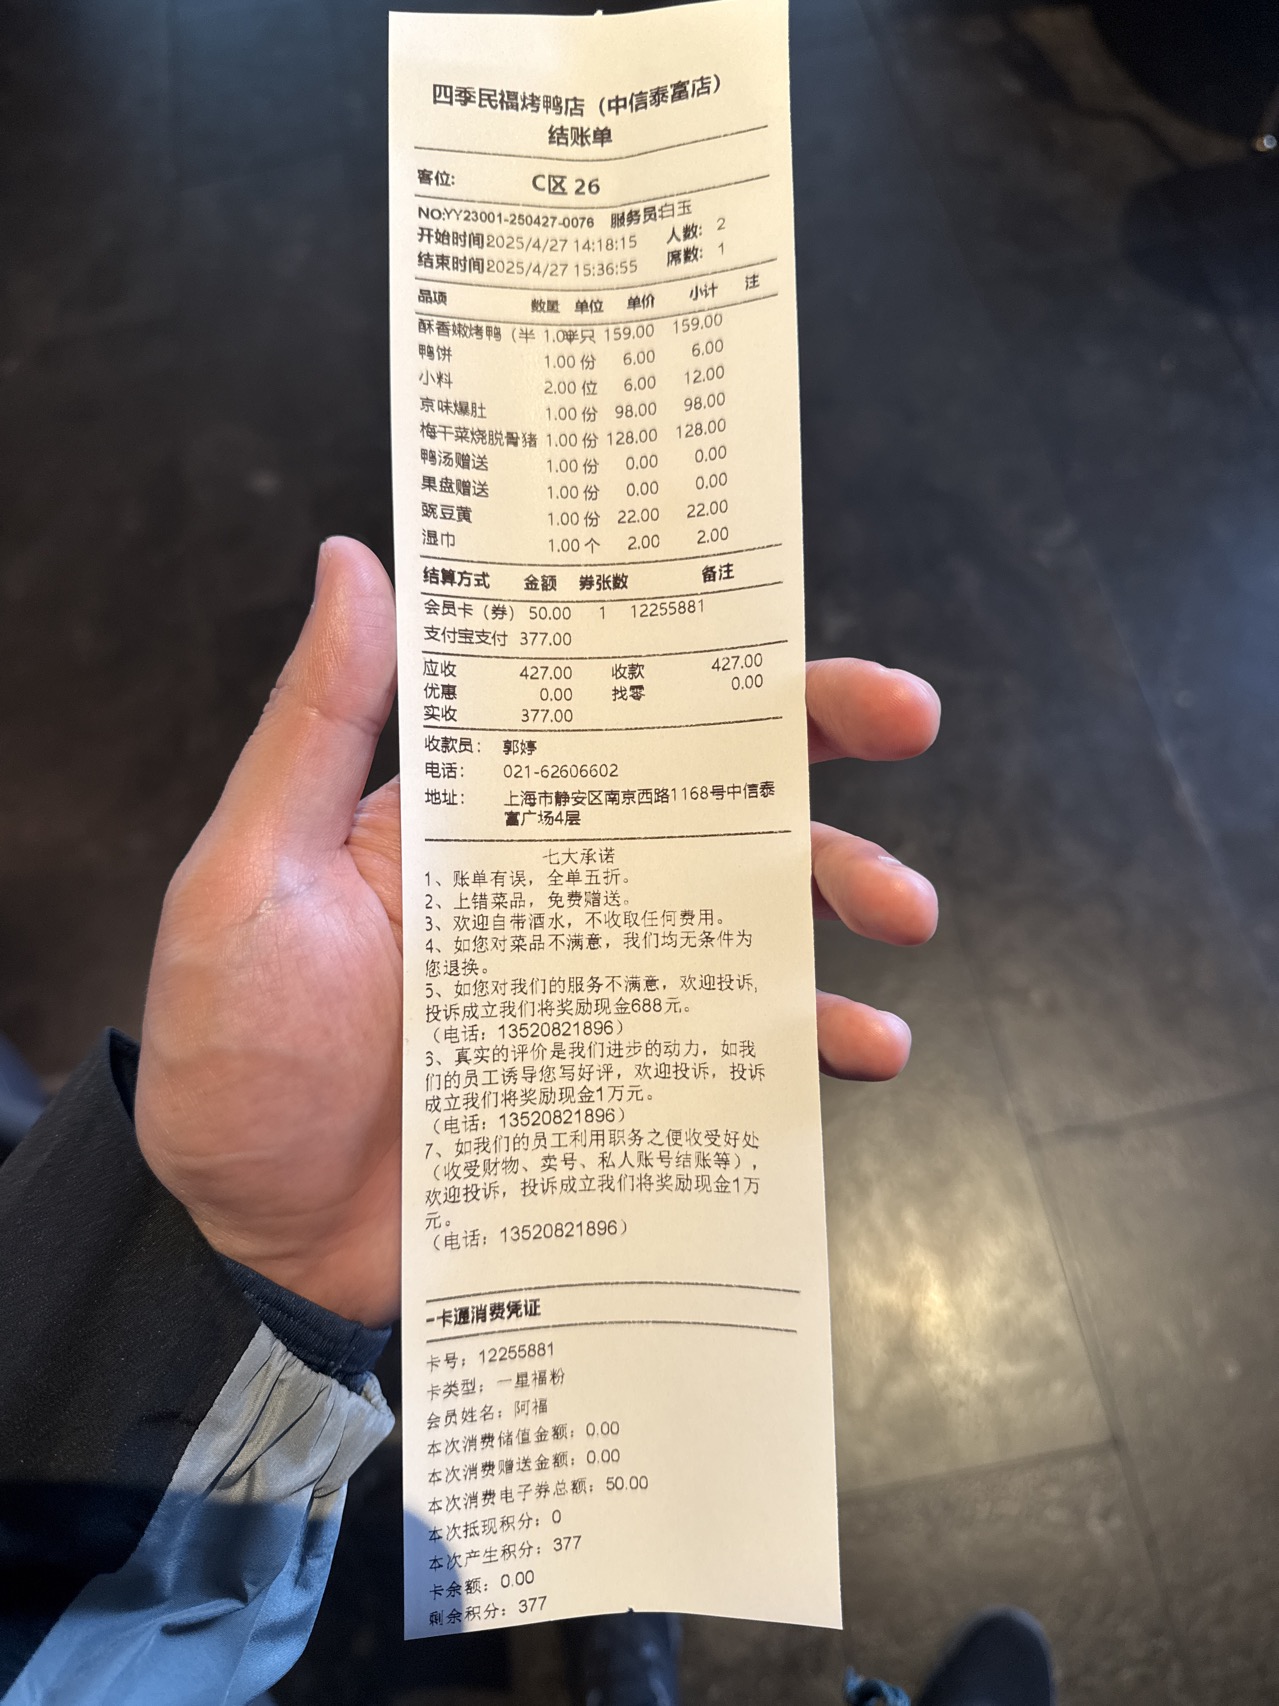 四季民福烤鸭店（中信泰富店）
结账单
客位： C区 26
NO:YY23001-250427-0076 服务员:白玉
开始时间2025/4/27 14:18:15 人数： 2
结束时间2025/4/27 15:36:55 席数： 1
品项 数量 单位 单价 小计 注
酥香嫩烤鸭（半 1.00半只 159.00 159.00
鸭饼 1.00 份 6.00 6.00
小料 2.00 位 6.00 12.00
京味爆肚 1.00 份 98.00 98.00
梅干菜烧脱骨猪 1.00 份 128.00 128.00
鸭汤赠送 1.00 份 0.00 0.00
果盘赠送 1.00 份 0.00 0.00
豌豆黄 1.00 份 22.00 22.00
湿巾 1.00 个 2.00 2.00
结算方式 金额 券张数 备注
会员卡（券） 50.00 1 12255881
支付宝支付 377.00
应收 427.00 收款 427.00
优惠 0.00 找零 0.00
实收 377.00
收款员： 郭婷
电话： 021-62606602
地址： 上海市静安区南京西路1168号中信泰
富广场4层
七大承诺
1、账单有误，全单五折。
2、上错菜品，免费赠送。
3、欢迎自带酒水，不收取任何费用。
4、如您对菜品不满意，我们均无条件为
您退换。
5、如您对我们的服务不满意，欢迎投诉，
投诉成立我们将奖励现金688元。
（电话：13520821896）
6、真实的评价是我们进步的动力，如我
们的员工诱导您写好评，欢迎投诉，投诉
成立我们将奖励现金1万元。
（电话：13520821896）
7、如我们的员工利用职务之便收受好处
（收受财物、卖号、私人账号结账等），
欢迎投诉，投诉成立我们将奖励现金1万
元。
（电话：13520821896）
一卡通消费凭证
卡号：12255881
卡类型：一星福粉
会员姓名：阿福
本次消费储值金额：0.00
本次消费赠送金额：0.00
本次消费电子券总额：50.00
本次抵现积分：0
本次产生积分：377
卡余额：0.00
剩余积分：377